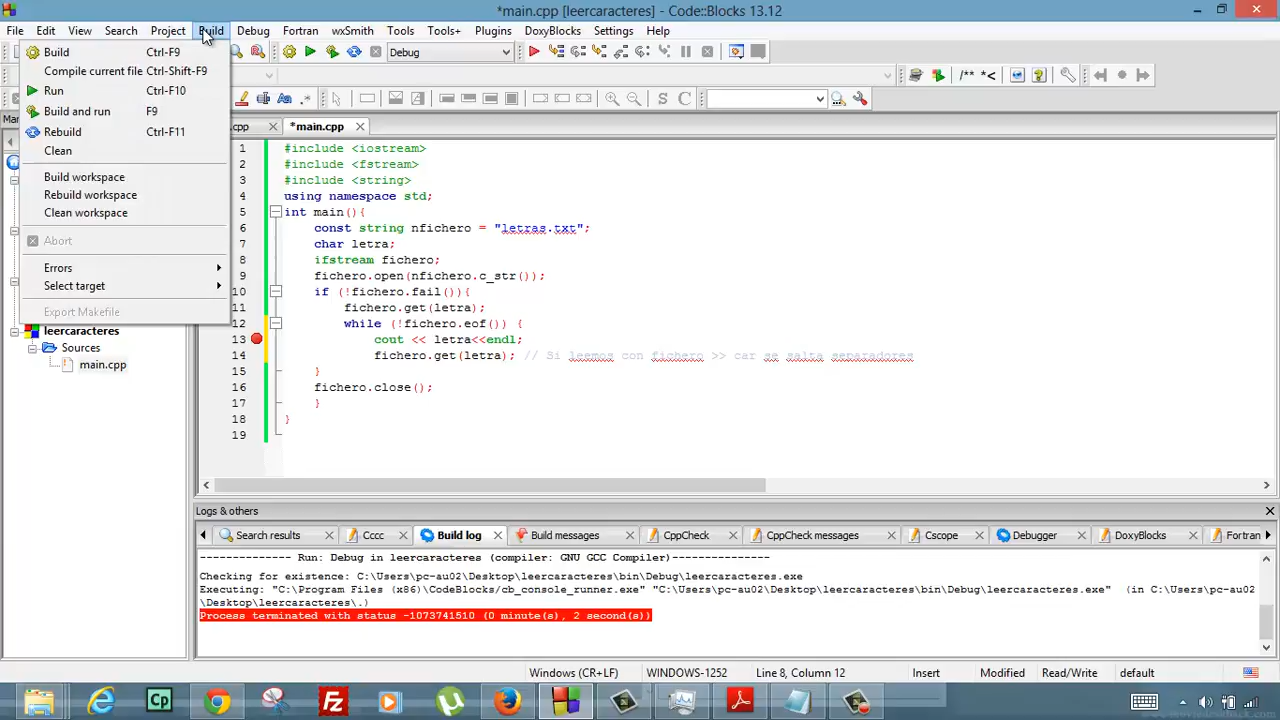 *main.cpp [leercaracteres] - Code::Blocks 13.12
File Edit View Search Project Build Debug Fortran wxSmith Tools Tools+ Plugins DoxyBlocks Settings Help
Build Ctrl-F9
Compile current file Ctrl-Shift-F9
Run Ctrl-F10
Build and run F9
Rebuild Ctrl-F11
Clean
Build workspace
Rebuild workspace
Clean workspace
Abort
Errors
Select target
Export Makefile
Debug
/** *<
S C
Mar
.cpp *main.cpp
leercaracteres
Sources
main.cpp
1 #include <iostream>
2 #include <fstream>
3 #include <string>
4 using namespace std;
5 int main(){
6 const string nfichero = "letras.txt";
7 char letra;
8 ifstream fichero;
9 fichero.open(nfichero.c_str());
10 if (!fichero.fail()){
11 fichero.get(letra);
12 while (!fichero.eof()) {
13 cout << letra<<endl;
14 fichero.get(letra); // Si leemos con fichero >> car se salta separadores
15 }
16 fichero.close();
17 }
18 }
19
Logs & others
Search results Cccc Build log Build messages CppCheck CppCheck messages Cscope Debugger DoxyBlocks Fortran
-------------- Run: Debug in leercaracteres (compiler: GNU GCC Compiler)---------------
Checking for existence: C:\Users\pc-au02\Desktop\leercaracteres\bin\Debug\leercaracteres.exe
Executing: "C:\Program Files (x86)\CodeBlocks/cb_console_runner.exe" "C:\Users\pc-au02\Desktop\leercaracteres\bin\Debug\leercaracteres.exe" (in C:\Users\pc-au02
\Desktop\leercaracteres\.)
Process terminated with status -1073741510 (0 minute(s), 2 second(s))
Windows (CR+LF) WINDOWS-1252 Line 8, Column 12 Insert Modified Read/Write default
Cp
Fz